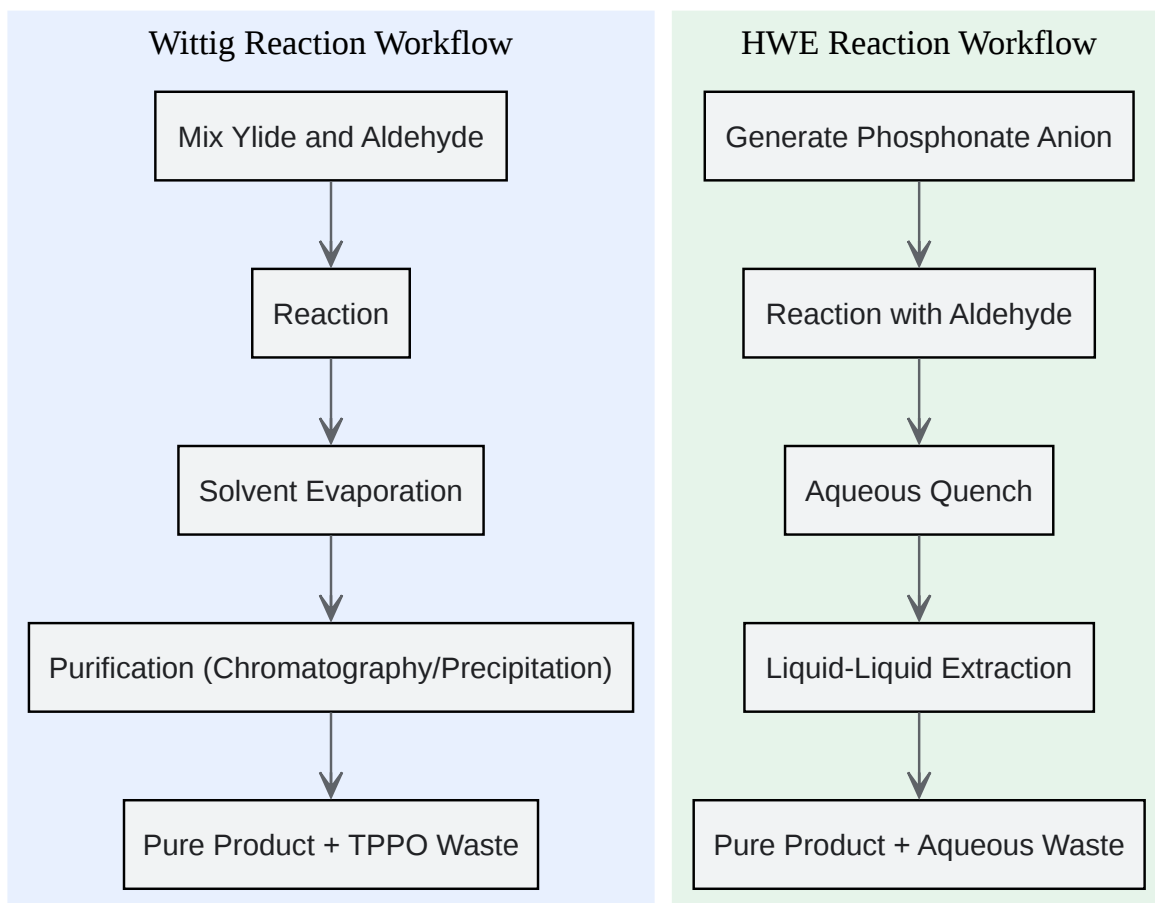 Wittig Reaction Workflow
Mix Ylide and Aldehyde
Reaction
Solvent Evaporation
Purification (Chromatography/Precipitation)
Pure Product + TPPO Waste
HWE Reaction Workflow
Generate Phosphonate Anion
Reaction with Aldehyde
Aqueous Quench
Liquid-Liquid Extraction
Pure Product + Aqueous Waste